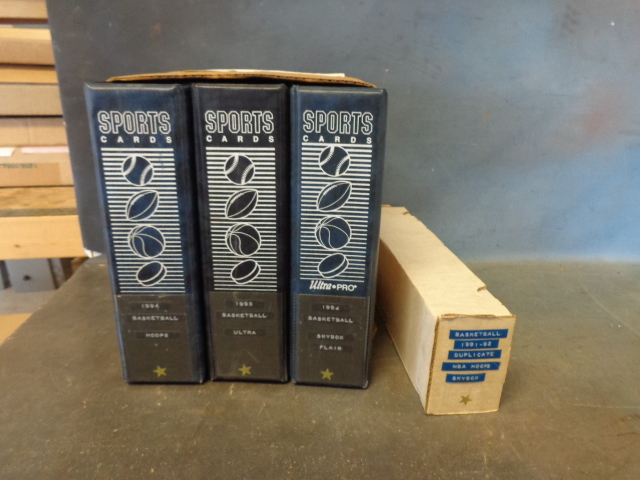 SPORTS
CARDS
1994
BASKETBALL
HOOPS
SPORTS
CARDS
BASKETBALL
ULTRA
SPORTS
CARDS
Ultra PRO
1994
BASKETBALL
SKYBOX
FLAIR
BASKETBALL
1991-92
DUPLICATE
NBA HOOPS
SKYBOX